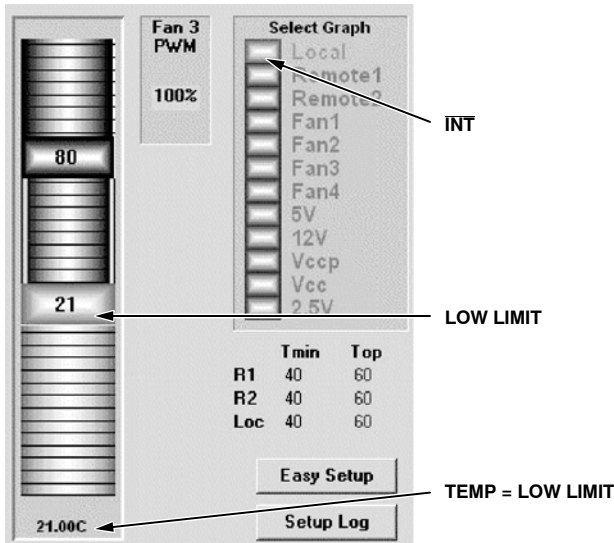 Fan 3
PWM
100%
Select Graph
Local
Remote1
Remote2
Fan1
Fan2
Fan3
Fan4
5V
12V
Vccp
Vcc
2.5V
INT
80
21
LOW LIMIT
Tmin Top
R1 40 60
R2 40 60
Loc 40 60
Easy Setup
TEMP = LOW LIMIT
21.00C
Setup Log